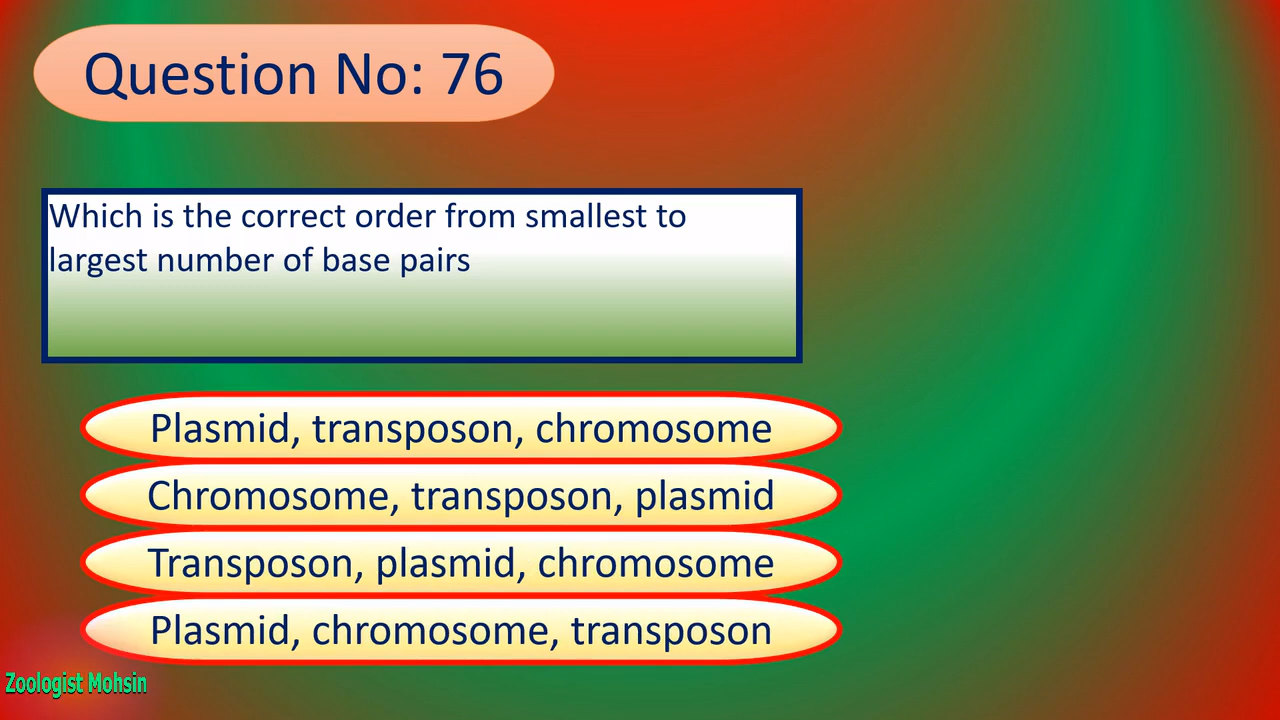 Question No: 76
Which is the correct order from smallest to
largest number of base pairs
Plasmid, transposon, chromosome
Chromosome, transposon, plasmid
Transposon, plasmid, chromosome
Plasmid, chromosome, transposon
Zoologist Mohsin